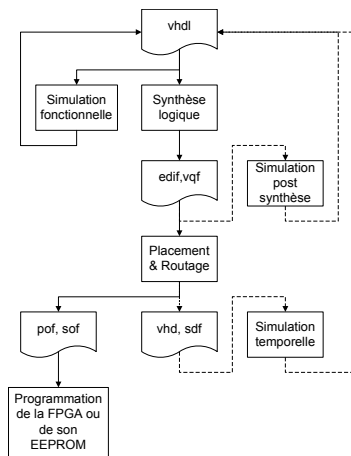 vhdl
Simulation
fonctionnelle
Synthèse
logique
edif,vqf
Simulation
post
synthèse
Placement
& Routage
pof, sof
vhd, sdf
Simulation
temporelle
Programmation
de la FPGA ou
de son
EEPROM